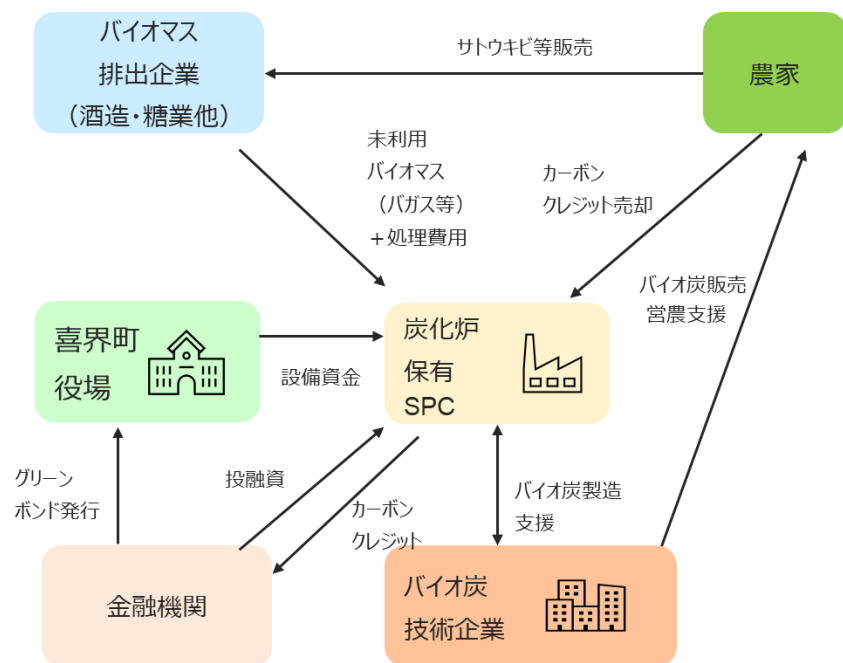 バイオマス
排出企業
（酒造・糖業他）
サトウキビ等販売
農家
未利用
バイオマス
（バガス等）
＋処理費用
カーボン
クレジット売却
バイオ炭販売
営農支援
喜界町
役場
設備資金
炭化炉
保有
SPC
グリーン
ボンド発行
投融資
カーボン
クレジット
バイオ炭製造
支援
金融機関
バイオ炭
技術企業